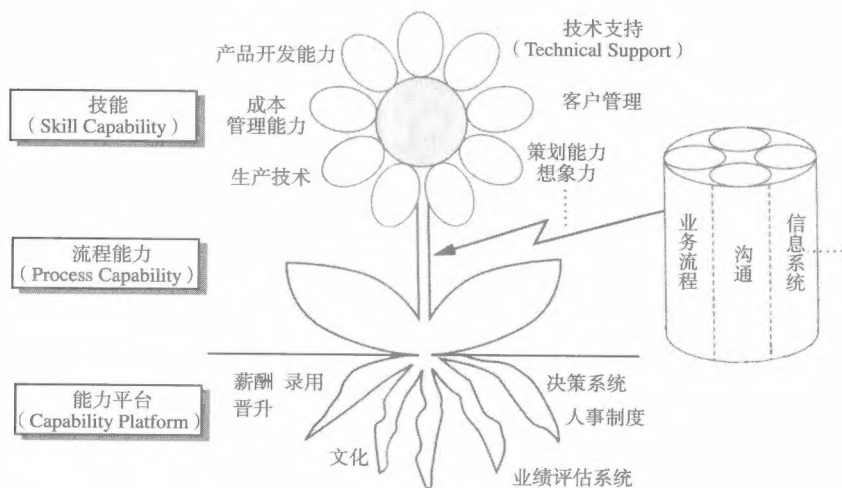 产品开发能力
技术支持
（Technical Support）
技能
（Skill Capability）
成本
管理能力
客户管理
生产技术
策划能力
想象力
流程能力
（Process Capability）
业务流程
沟通
信息系统
能力平台
（Capability Platform）
薪酬 录用
晋升
决策系统
人事制度
文化
业绩评估系统